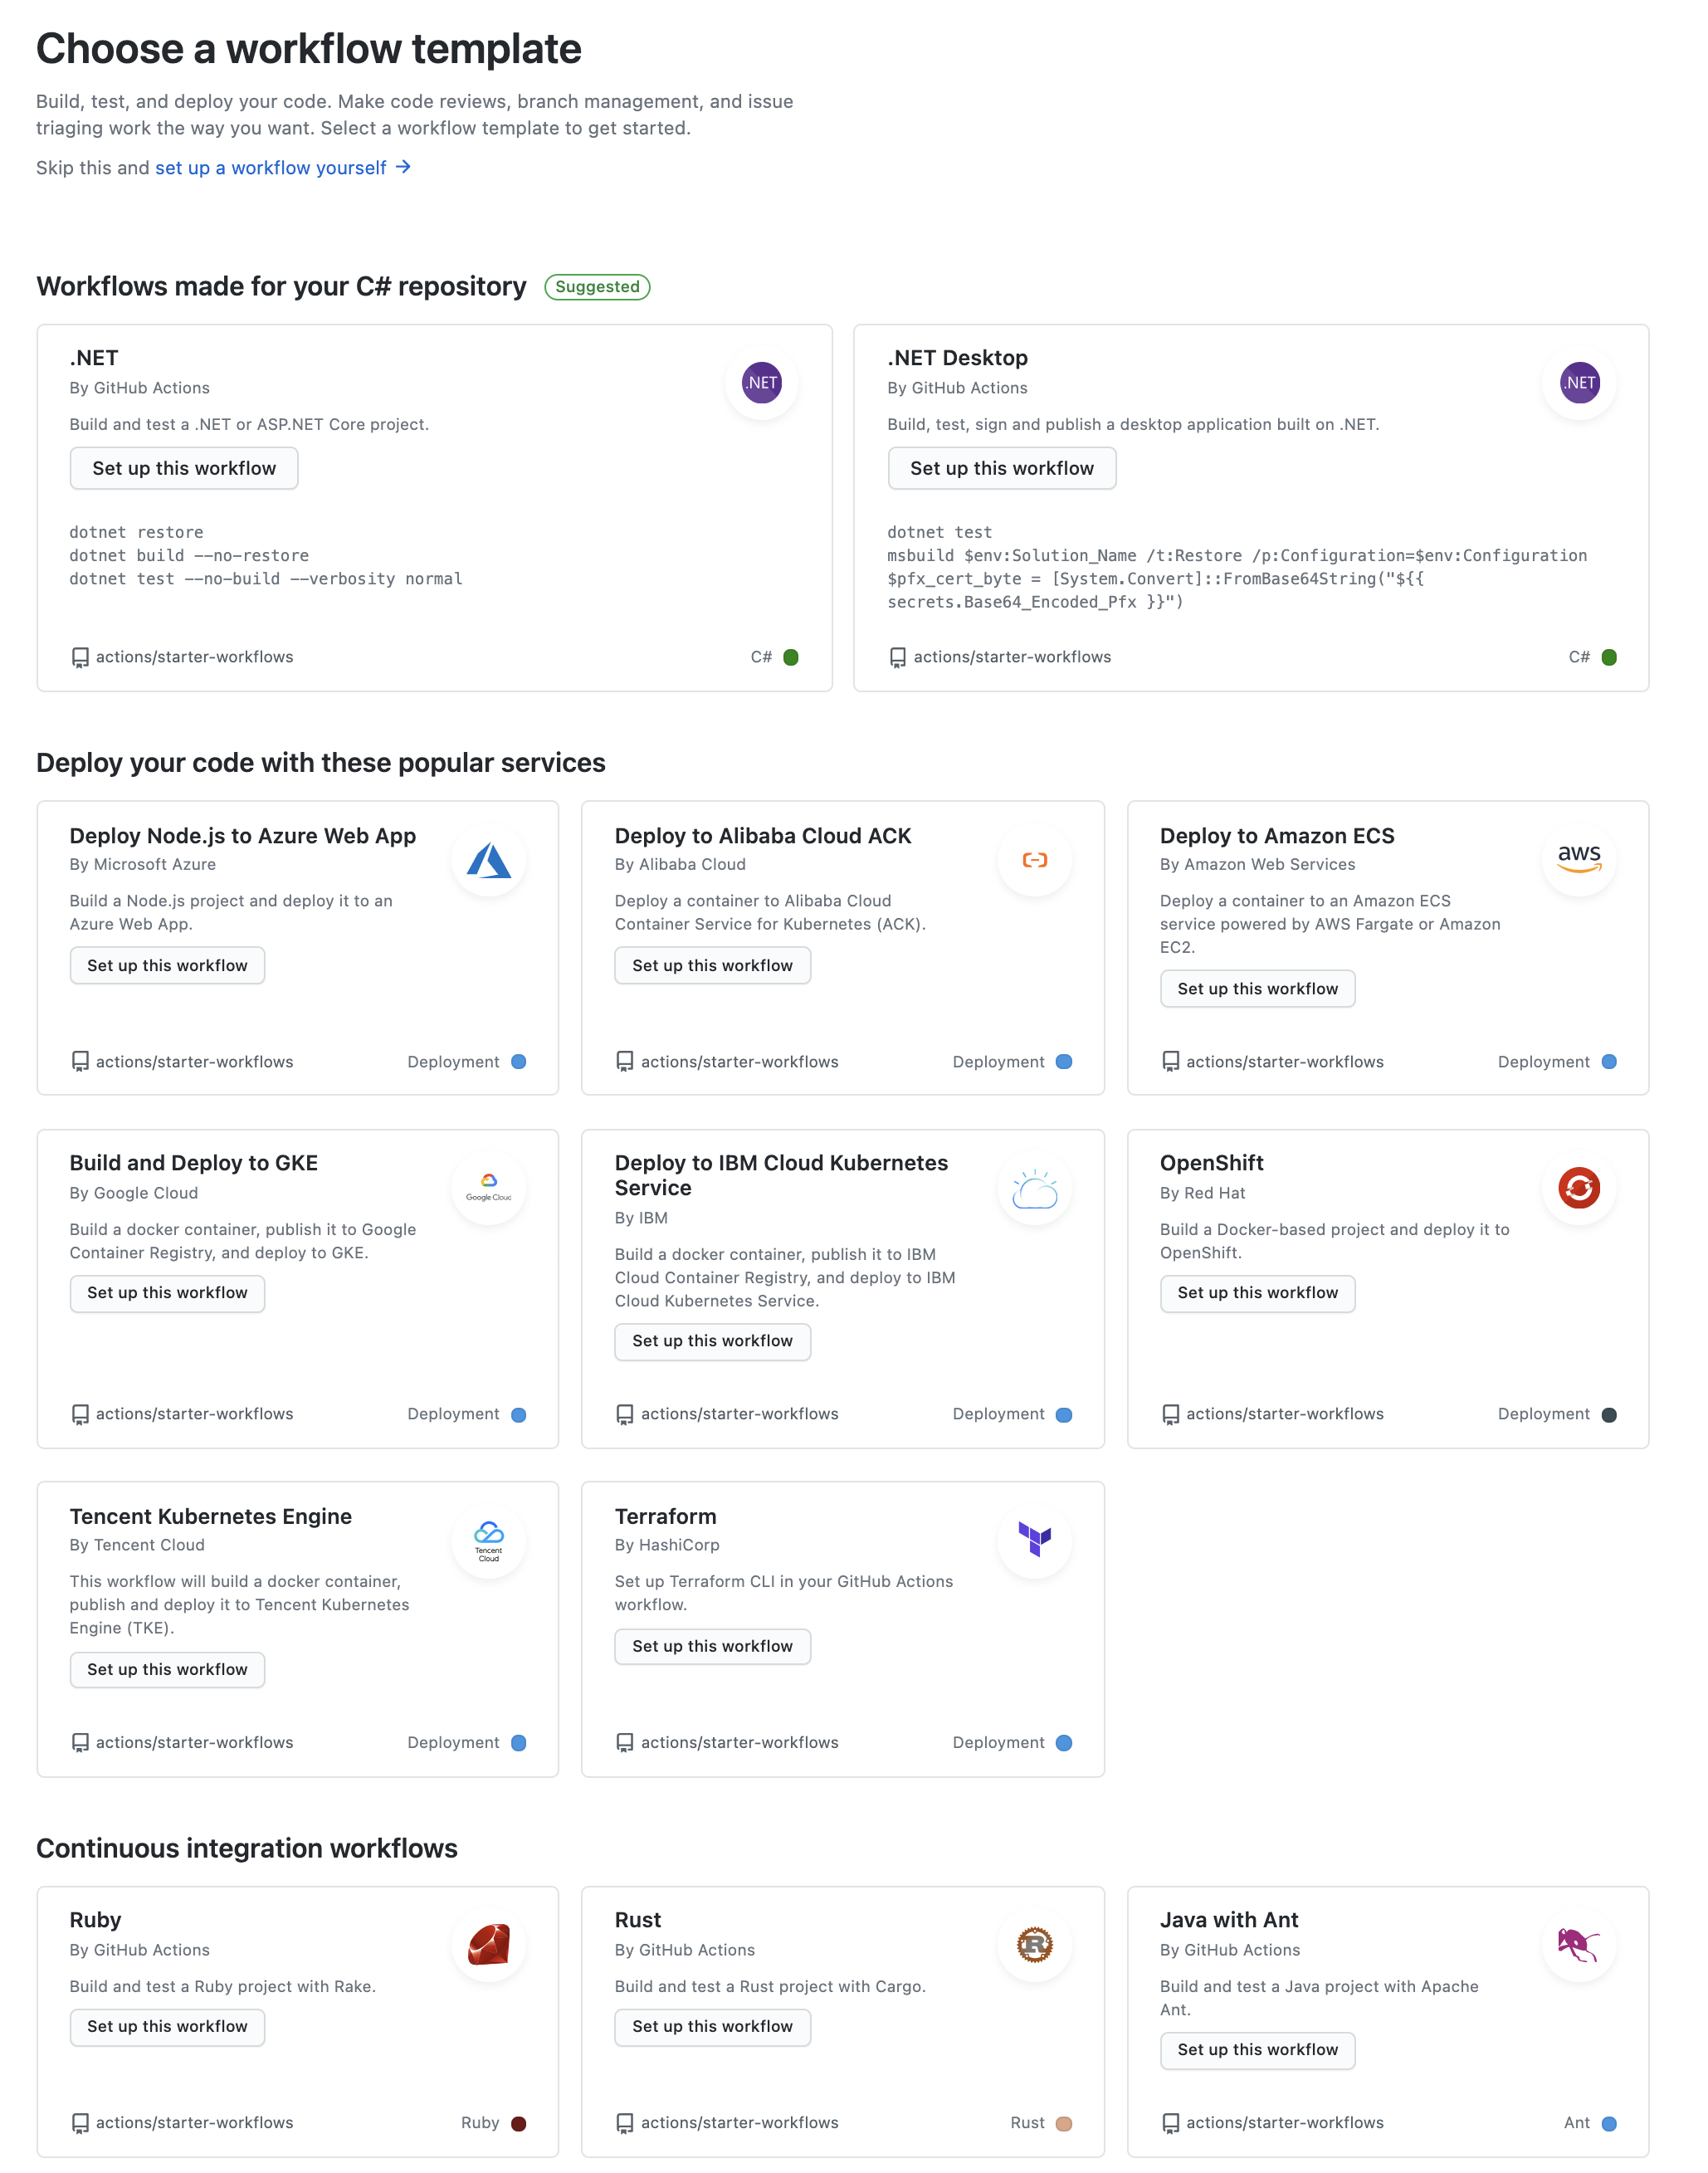 Choose a workflow template
Build, test, and deploy your code. Make code reviews, branch management, and issue
triaging work the way you want. Select a workflow template to get started.
Skip this and set up a workflow yourself →
Workflows made for your C# repository Suggested
.NET
By GitHub Actions
.NET
Build and test a .NET or ASP.NET Core project.
Set up this workflow
dotnet restore
dotnet build --no-restore
dotnet test --no-build --verbosity normal
actions/starter-workflows C#
.NET Desktop
By GitHub Actions
.NET
Build, test, sign and publish a desktop application built on .NET.
Set up this workflow
dotnet test
msbuild $env:Solution_Name /t:Restore /p:Configuration=$env:Configuration
$pfx_cert_byte = [System.Convert]::FromBase64String("${{
secrets.Base64_Encoded_Pfx }}")
actions/starter-workflows C#
Deploy your code with these popular services
Deploy Node.js to Azure Web App
By Microsoft Azure
Build a Node.js project and deploy it to an
Azure Web App.
Set up this workflow
actions/starter-workflows Deployment
Deploy to Alibaba Cloud ACK
By Alibaba Cloud
Deploy a container to Alibaba Cloud
Container Service for Kubernetes (ACK).
Set up this workflow
actions/starter-workflows Deployment
Deploy to Amazon ECS
By Amazon Web Services
aws
Deploy a container to an Amazon ECS
service powered by AWS Fargate or Amazon
EC2.
Set up this workflow
actions/starter-workflows Deployment
Build and Deploy to GKE
By Google Cloud
Google Cloud
Build a docker container, publish it to Google
Container Registry, and deploy to GKE.
Set up this workflow
actions/starter-workflows Deployment
Deploy to IBM Cloud Kubernetes
Service
By IBM
Build a docker container, publish it to IBM
Cloud Container Registry, and deploy to IBM
Cloud Kubernetes Service.
Set up this workflow
actions/starter-workflows Deployment
OpenShift
By Red Hat
Build a Docker-based project and deploy it to
OpenShift.
Set up this workflow
actions/starter-workflows Deployment
Tencent Kubernetes Engine
By Tencent Cloud
Tencent
Cloud
This workflow will build a docker container,
publish and deploy it to Tencent Kubernetes
Engine (TKE).
Set up this workflow
actions/starter-workflows Deployment
Terraform
By HashiCorp
Set up Terraform CLI in your GitHub Actions
workflow.
Set up this workflow
actions/starter-workflows Deployment
Continuous integration workflows
Ruby
By GitHub Actions
Build and test a Ruby project with Rake.
Set up this workflow
actions/starter-workflows Ruby
Rust
By GitHub Actions
R
Build and test a Rust project with Cargo.
Set up this workflow
actions/starter-workflows Rust
Java with Ant
By GitHub Actions
Build and test a Java project with Apache
Ant.
Set up this workflow
actions/starter-workflows Ant